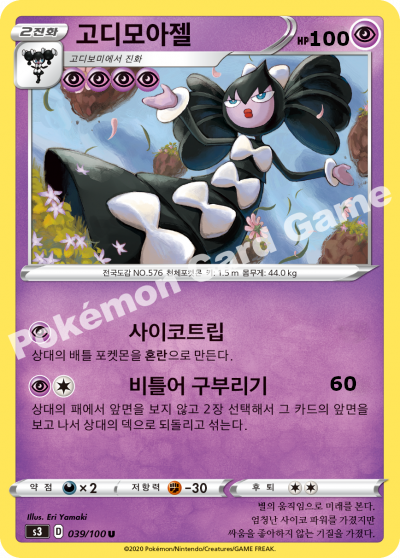 2진화 고디모아젤 HP100
고디보미에서 진화
전국도감 NO.576 천체포켓몬 키: 1.5 m 몸무게: 44.0 kg
사이코트립
상대의 배틀 포켓몬을 혼란으로 만든다.
비틀어 구부리기 60
상대의 패에서 앞면을 보지 않고 2장 선택해서 그 카드의 앞면을
보고 나서 상대의 덱으로 되돌리고 섞는다.
약점 ×2 저항력 -30 후퇴
Illus. Eri Yamaki
s3 D 039/100 U
별의 움직임으로 미래를 본다.
엄청난 사이코 파워를 가졌지만
싸움을 좋아하지 않는 기질을 가졌다.
©2020 Pokémon/Nintendo/Creatures/GAME FREAK.
Pokémon Card Game